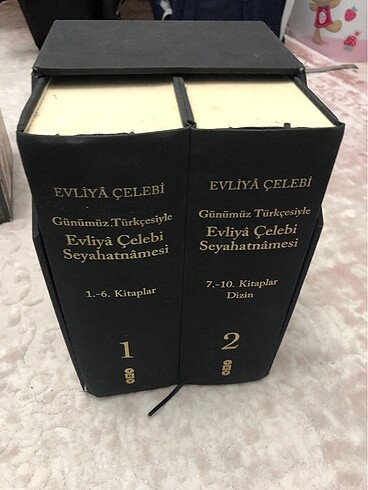 EVLİYÂ ÇELEBİ
Günümüz Türkçesiyle
Evliyâ Çelebi
Seyahatnâmesi
1.-6. Kitaplar
1
EVLİYÂ ÇELEBİ
Günümüz Türkçesiyle
Evliyâ Çelebi
Seyahatnâmesi
7.-10. Kitaplar
Dizin
2